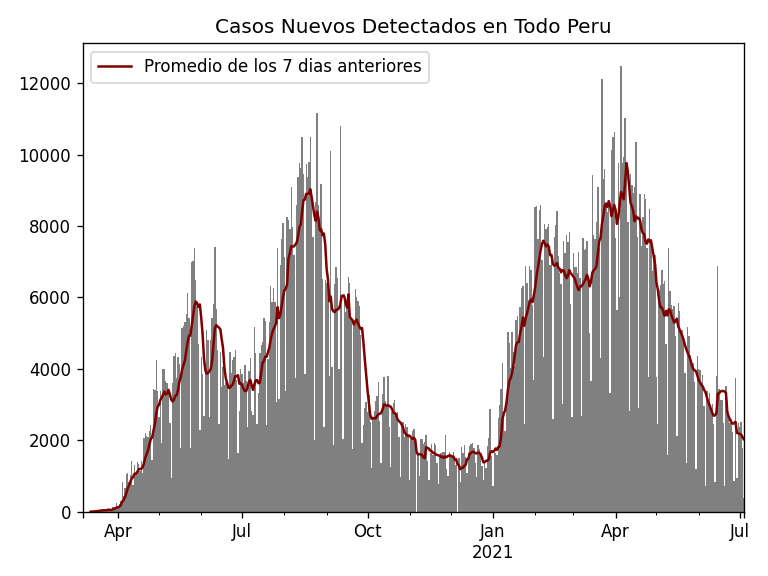 Casos Nuevos Detectados en Todo Peru
Promedio de los 7 dias anteriores
12000
10000
8000
6000
4000
2000
0
Apr Jul Oct Jan Apr Jul
2021